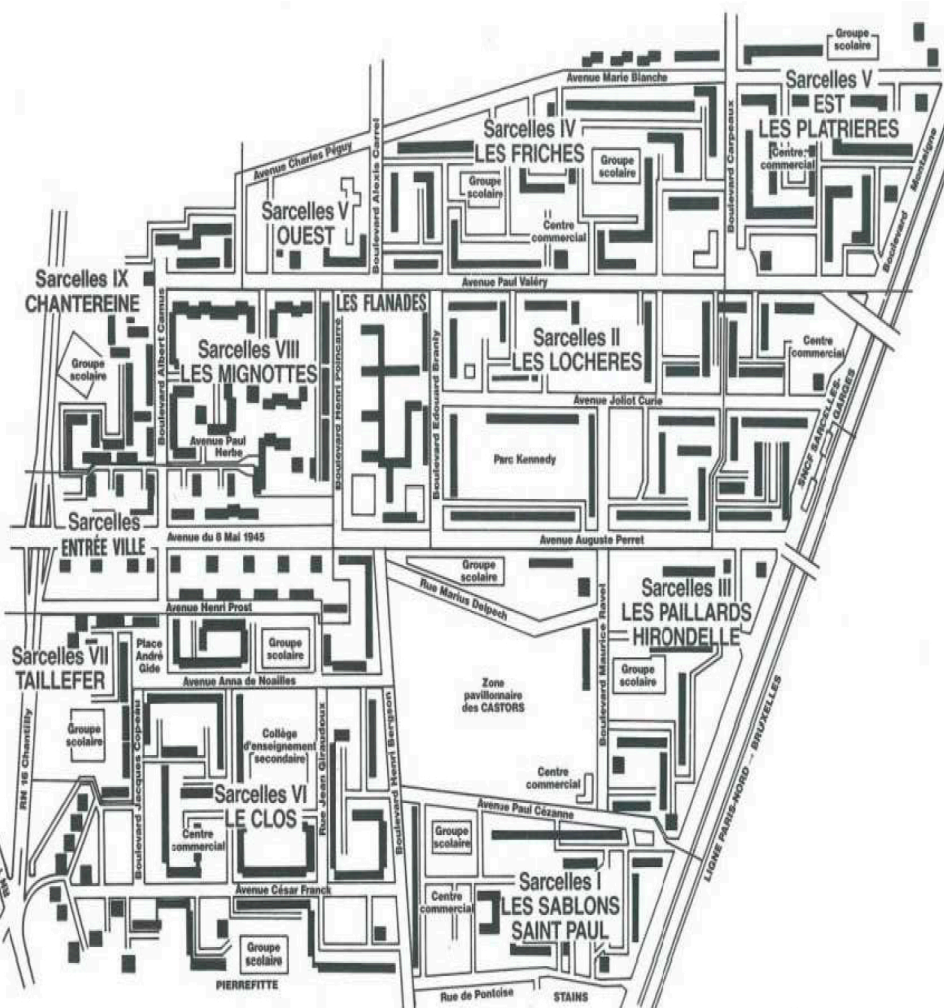 Groupe
scolaire
Avenue Marie Blanche
Sarcelles V
EST
LES PLATRIERES
Centre
commercial
Sarcelles IV
LES FRICHES
Groupe
scolaire
Groupe
scolaire
Centre
commercial
Avenue Charles Péguy
Boulevard Alexis Carrel
Boulevard Carpeaux
Boulevard Montaigne
Sarcelles V
OUEST
Avenue Paul Valéry
Sarcelles IX
CHANTEREINE
Groupe
scolaire
Boulevard Albert Camus
Sarcelles VIII
LES MIGNOTTES
Avenue Paul
Herbe
LES FLANADES
Boulevard Henri Poincarré
Boulevard Edouard Branly
Sarcelles II
LES LOCHERES
Centre
commercial
Avenue Joliot Curie
Parc Kennedy
SNCF SARCELLES-
GARGES
Sarcelles
ENTRÉE VILLE
Avenue du 8 Mai 1945
Avenue Auguste Perret
Groupe
scolaire
Rue Marius Delpech
Sarcelles III
LES PAILLARDS
HIRONDELLE
Groupe
scolaire
Boulevard Maurice Ravel
Avenue Henri Prost
Sarcelles VII
TAILLEFER
Place
André
Gide
Groupe
scolaire
Avenue Anna de Noailles
Zone
pavillonnaire
des CASTORS
Groupe
scolaire
RN 16 Chantilly
Boulevard Jacques Copeau
Collège
d'enseignement
secondaire
Rue Jean Giraudoux
Boulevard Henri Bergson
Sarcelles VI
LE CLOS
Centre
commercial
Centre
commercial
Avenue Paul Cézanne
LIGNE PARIS-NORD → BRUXELLES
Groupe
scolaire
Avenue César Franck
Centre
commercial
Sarcelles I
LES SABLONS
SAINT PAUL
Groupe
scolaire
PIERREFITTE
Rue de Pontoise
STAINS